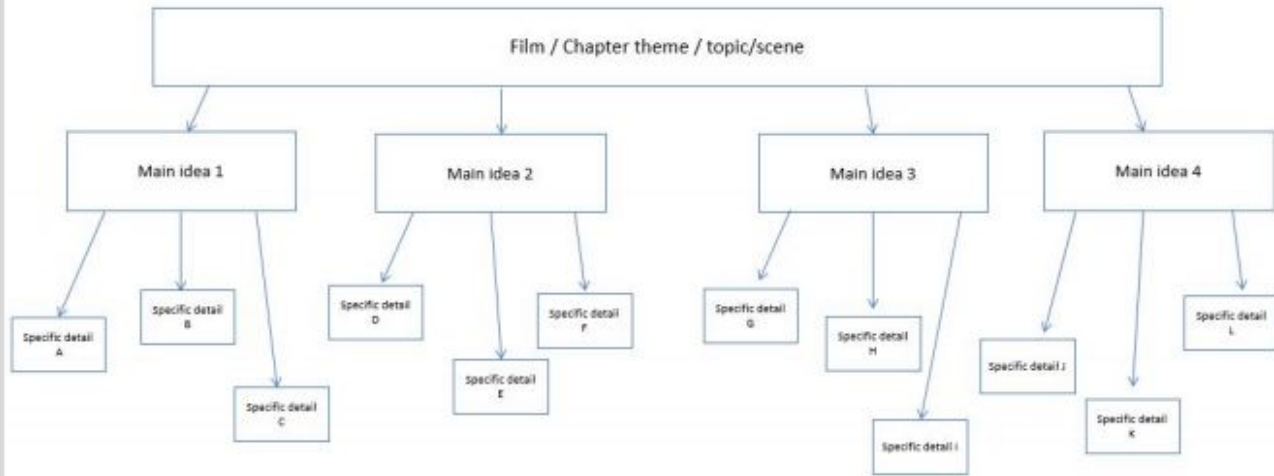 Film / Chapter theme / topic/scene
Main idea 1
Main idea 2
Main idea 3
Main idea 4
Specific detail
A
Specific detail
B
Specific detail
C
Specific detail
D
Specific detail
E
Specific detail
F
Specific detail
G
Specific detail
H
Specific detail i
Specific detail J
Specific detail
K
Specific detail
L